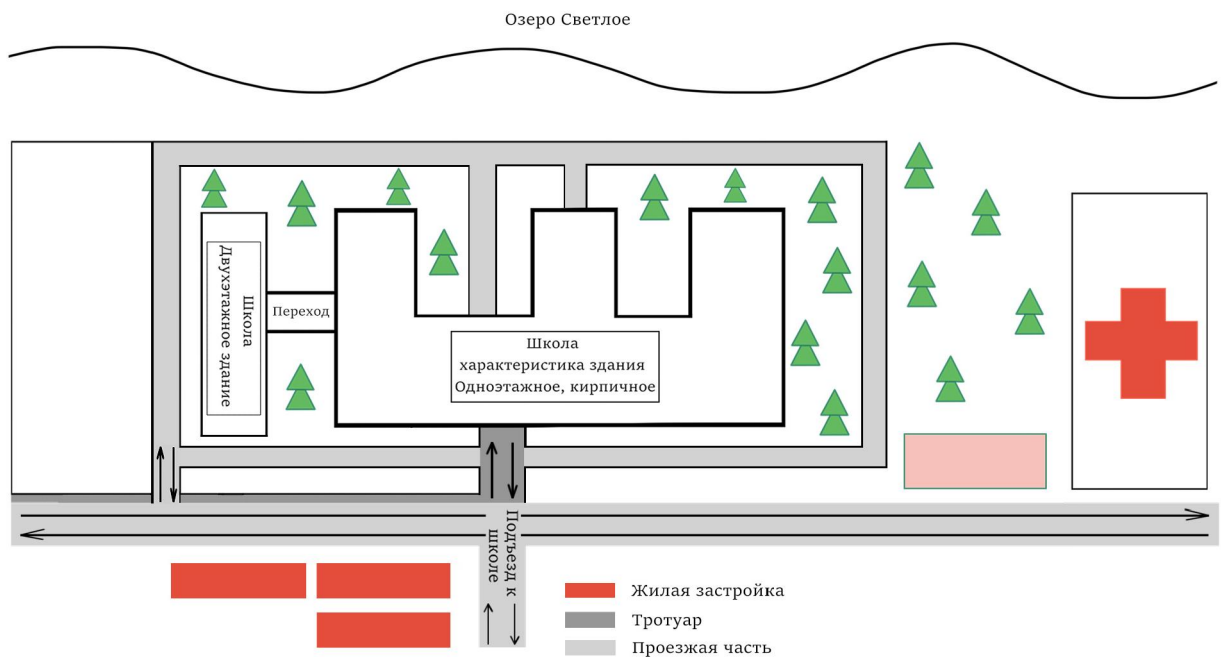 Озеро Светлое
Школа
Двухэтажное здание
Переход
Школа
характеристика здания
Одноэтажное, кирпичное
Подъезд к
школе
Жилая застройка
Тротуар
Проезжая часть